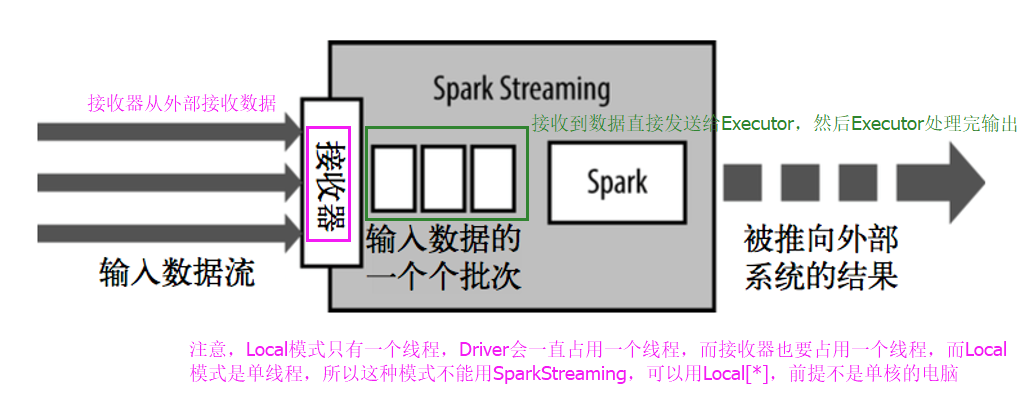 Spark Streaming
接收器从外部接收数据
接收到数据直接发送给Executor，然后Executor处理完输出
接收器
Spark
输入数据流
输入数据的
一个个批次
被推向外部
系统的结果
注意，Local模式只有一个线程，Driver会一直占用一个线程，而接收器也要占用一个线程，而Local
模式是单线程，所以这种模式不能用SparkStreaming，可以用Local[*]，前提不是单核的电脑